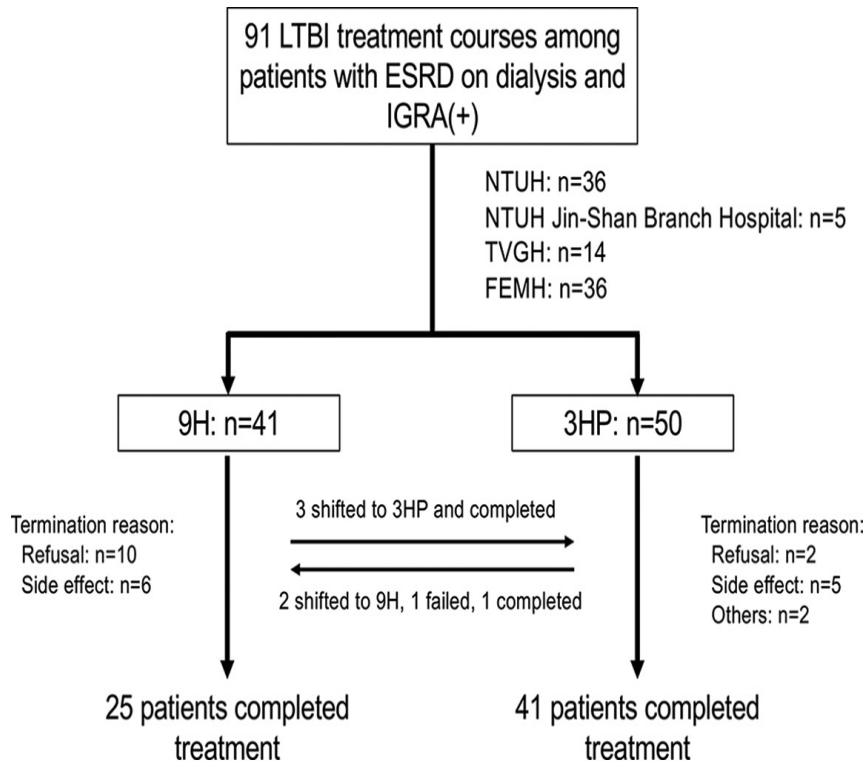 91 LTBI treatment courses among
patients with ESRD on dialysis and
IGRA(+)
NTUH: n=36
NTUH Jin-Shan Branch Hospital: n=5
TVGH: n=14
FEMH: n=36
9H: n=41
3HP: n=50
Termination reason:
Refusal: n=10
Side effect: n=6
3 shifted to 3HP and completed
2 shifted to 9H, 1 failed, 1 completed
Termination reason:
Refusal: n=2
Side effect: n=5
Others: n=2
25 patients completed
treatment
41 patients completed
treatment